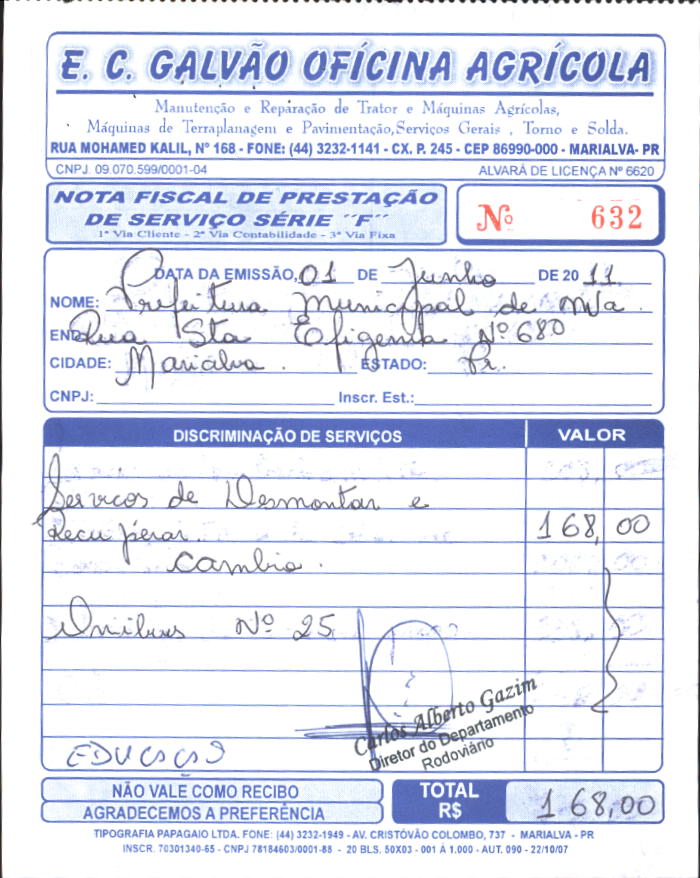 E. C. GALVÃO OFÍCINA AGRÍCOLA
Manutenção e Reparação de Trator e Máquinas Agrícolas,
Máquinas de Terraplanagem e Pavimentação, Serviços Gerais , Torno e Solda.
RUA MOHAMED KALIL, Nº 168 - FONE: (44) 3232-1141 - CX. P. 245 - CEP 86990-000 - MARIALVA- PR
CNPJ. 09.070.599/0001-04 ALVARÁ DE LICENÇA Nº 6620
NOTA FISCAL DE PRESTAÇÃO
DE SERVIÇO SÉRIE "F"
1ª Via Cliente - 2ª Via Contabilidade - 3ª Via Fixa
Nº 632
DATA DA EMISSÃO, 01 DE Junho DE 20 11.
NOME: Prefeitura Municipal de Mva.
END. Rua Sta Efigenia Nº 680
CIDADE: Marialva. ESTADO: Pr.
CNPJ: Inscr. Est.:
DISCRIMINAÇÃO DE SERVIÇOS VALOR
Servicos de Desmontar e
Recuperar. 168,00
cambio.
Onibus Nº 25
Carlos Alberto Gazim
Diretor do Departamento
Rodoviário
NÃO VALE COMO RECIBO
AGRADECEMOS A PREFERÊNCIA
TOTAL R$ 168,00
TIPOGRAFIA PAPAGAIO LTDA. FONE: (44) 3232-1949 - AV. CRISTÓVÃO COLOMBO, 737 - MARIALVA - PR
INSCR. 70301340-65 - CNPJ 78184603/0001-88 - 20 BLS. 50X03 - 001 À 1.000 - AUT. 090 - 22/10/07